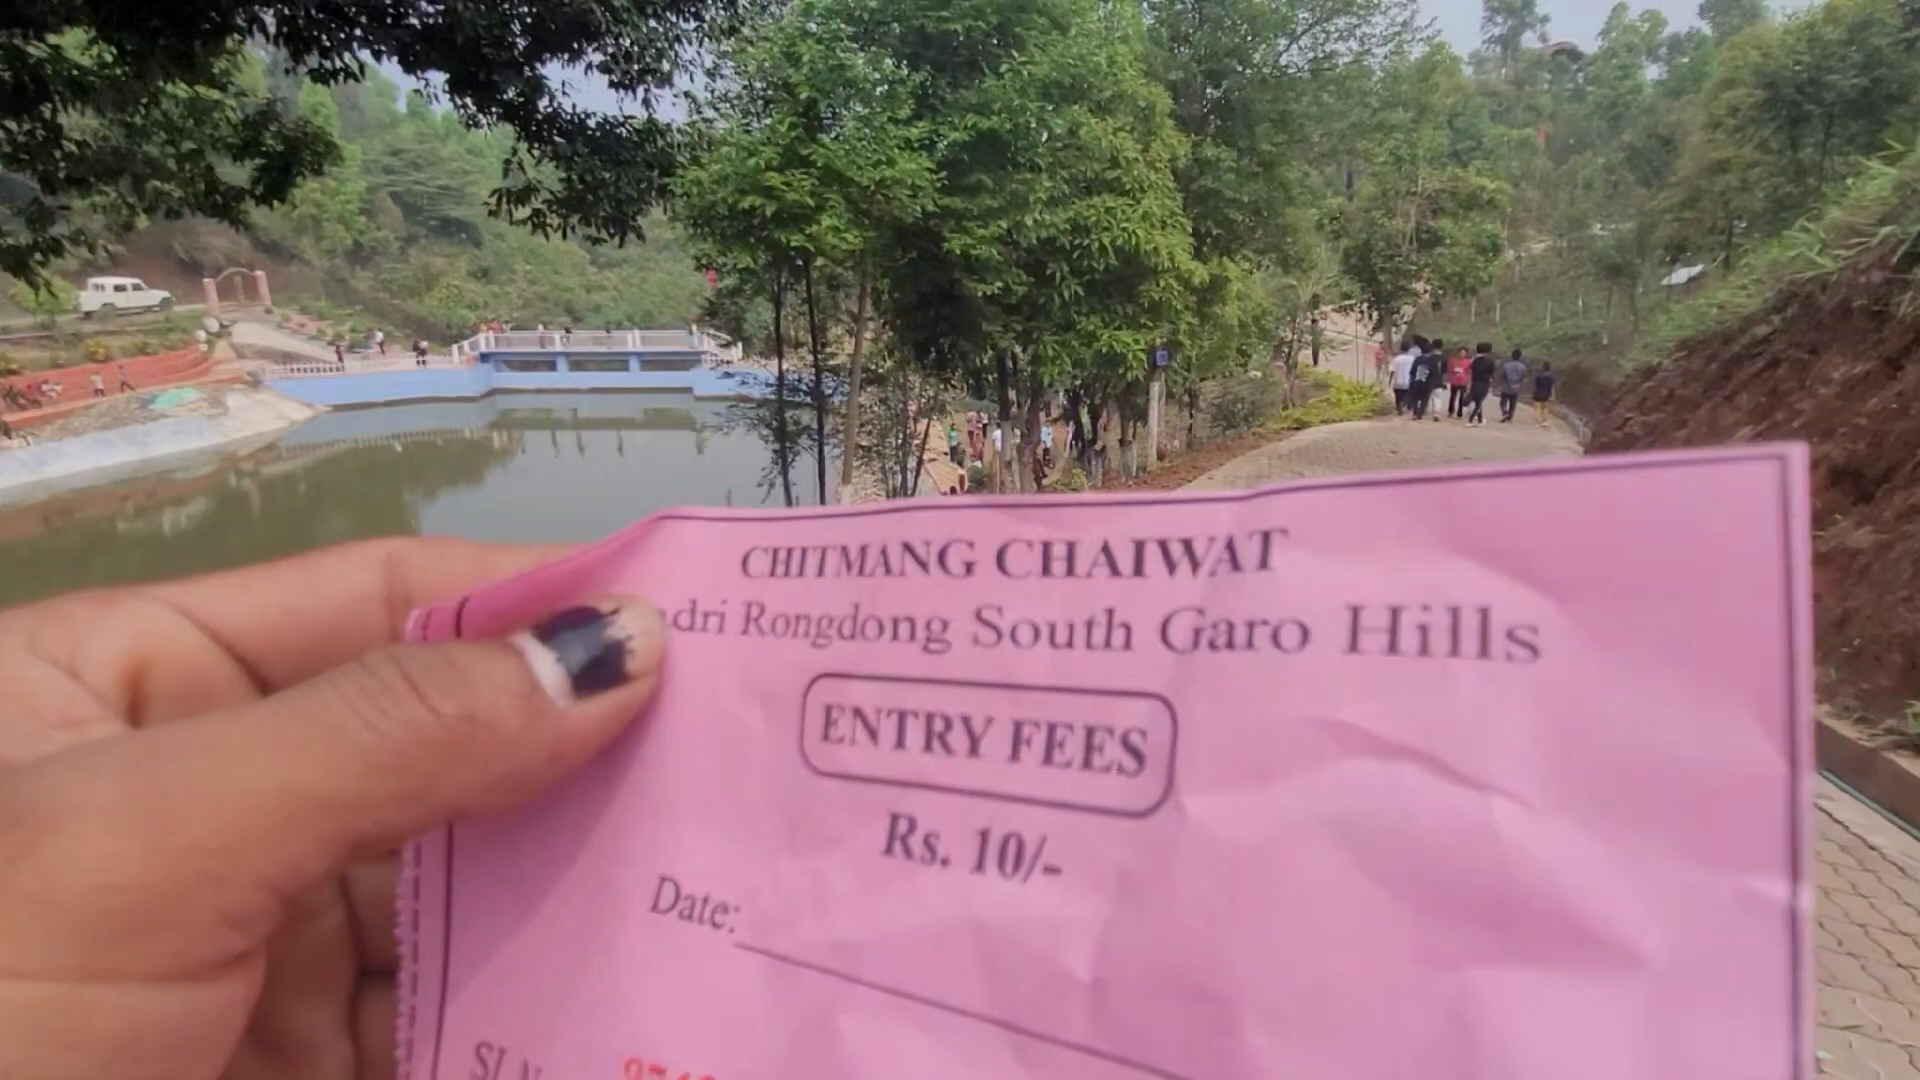 CHITMANG CHAIWAT
Rongdong South Garo Hills
ENTRY FEES
Rs. 10/-
Date: